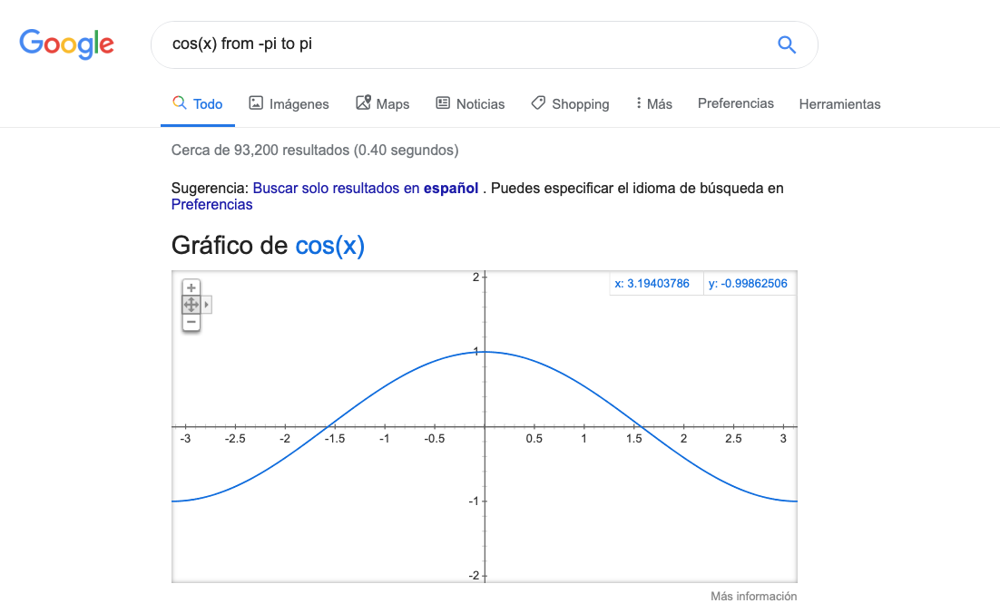 Google
cos(x) from -pi to pi
Todo Imágenes Maps Noticias Shopping Más Preferencias Herramientas
Cerca de 93,200 resultados (0.40 segundos)
Sugerencia: Buscar solo resultados en español . Puedes especificar el idioma de búsqueda en
Preferencias
Gráfico de cos(x)
x: 3.19403786 y: -0.99862506
2
1
-3 -2.5 -2 -1.5 -1 -0.5 0.5 1 1.5 2 2.5 3
-1
-2
Más información